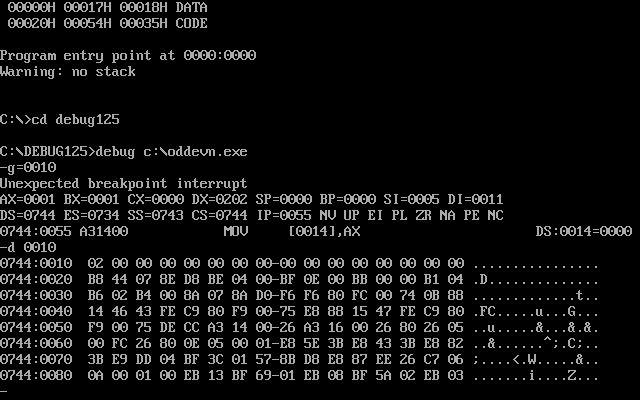 00000H 00017H 00018H DATA
00020H 00054H 00035H CODE
Program entry point at 0000:0000
Warning: no stack
C:\>cd debug125
C:\DEBUG125>debug c:\oddevn.exe
-g=0010
Unexpected breakpoint interrupt
AX=0001 BX=0001 CX=0000 DX=0202 SP=0000 BP=0000 SI=0005 DI=0011
DS=0744 ES=0734 SS=0743 CS=0744 IP=0055 NV UP EI PL ZR NA PE NC
0744:0055 A31400 MOV [0014],AX DS:0014=0000
-d 0010
0744:0010 02 00 00 00 00 00 00 00-00 00 00 00 00 00 00 00 ................
0744:0020 B8 44 07 8E D8 BE 04 00-BF 0E 00 BB 00 00 B1 04 .D..............
0744:0030 B6 02 B4 00 8A 07 8A D0-F6 F6 80 FC 00 74 0B 88 .............t..
0744:0040 14 46 43 FE C9 80 F9 00-75 E8 88 15 47 FE C9 80 .FC.....u...G...
0744:0050 F9 00 75 DE CC A3 14 00-26 A3 16 00 26 80 26 05 ..u.....&...&.&.
0744:0060 00 FC 26 80 0E 05 00 01-E8 5E 3B E8 43 3B E8 82 ..&......^;.C;..
0744:0070 3B E9 DD 04 BF 3C 01 57-8B D8 E8 87 EE 26 C7 06 ;....<.W.....&..
0744:0080 0A 00 01 00 EB 13 BF 69-01 EB 08 BF 5A 02 EB 03 .......i....Z...
-